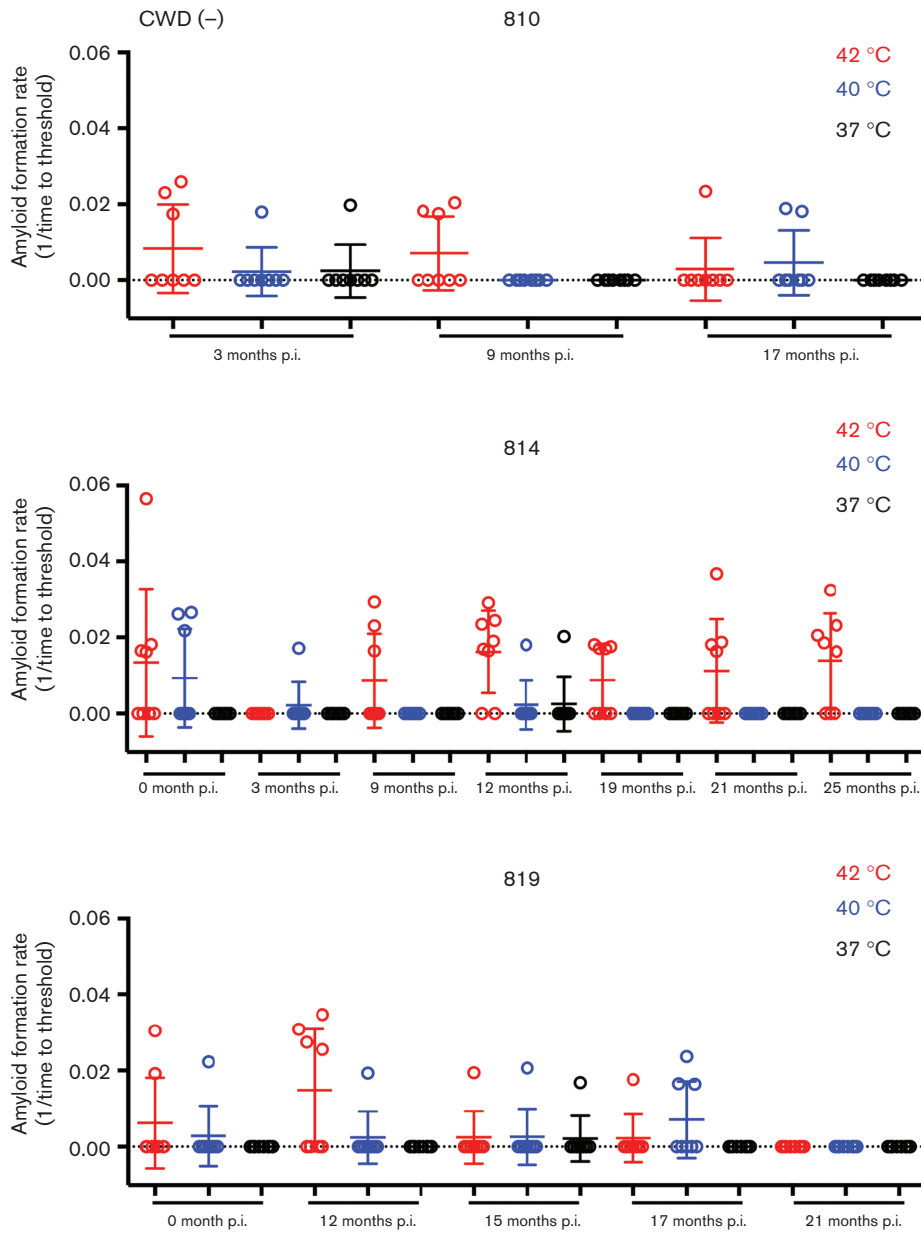 CWD (–)
810
0.06
0.04
0.02
0.00
Amyloid formation rate
(1/time to threshold)
42 °C
40 °C
37 °C
3 months p.i.
9 months p.i.
17 months p.i.
814
0.06
0.04
0.02
0.00
Amyloid formation rate
(1/time to threshold)
42 °C
40 °C
37 °C
0 month p.i.
3 months p.i.
9 months p.i.
12 months p.i.
19 months p.i.
21 months p.i.
25 months p.i.
819
0.06
0.04
0.02
0.00
Amyloid formation rate
(1/time to threshold)
42 °C
40 °C
37 °C
0 month p.i.
12 months p.i.
15 months p.i.
17 months p.i.
21 months p.i.